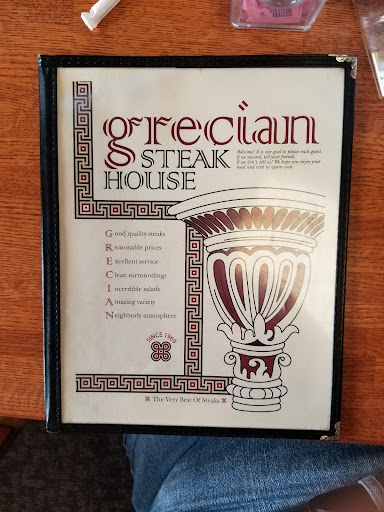 grecian
STEAK
HOUSE
Welcome! It is our goal to please each guest.
If we succeed, tell your friends.
If we don't, tell us! We hope you enjoy your
meal and visit us again soon.
Good quality steaks
Reasonable prices
Excellent service
Clean surroundings
Incredible salads
Amazing variety
Neighborly atmosphere
SINCE 1969
The Very Best Of Steaks